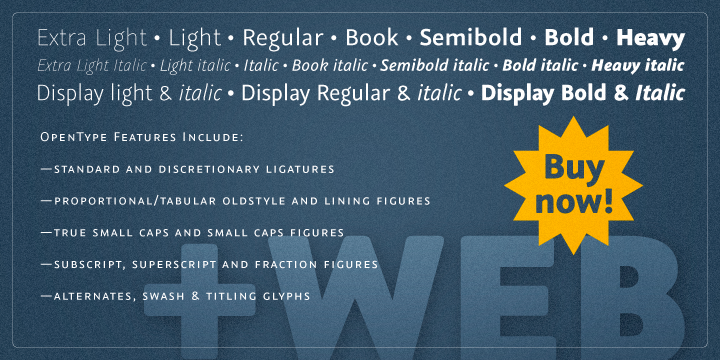 Extra Light • Light • Regular • Book • Semibold • Bold • Heavy
Extra Light Italic • Light italic • Italic • Book italic • Semibold italic • Bold italic • Heavy italic
Display light & italic • Display Regular & italic • Display Bold & Italic
OpenType Features Include:
—standard and discretionary ligatures
—proportional/tabular oldstyle and lining figures
—true small caps and small caps figures
—subscript, superscript and fraction figures
—alternates, swash & titling glyphs
Buy
now!
+WEB